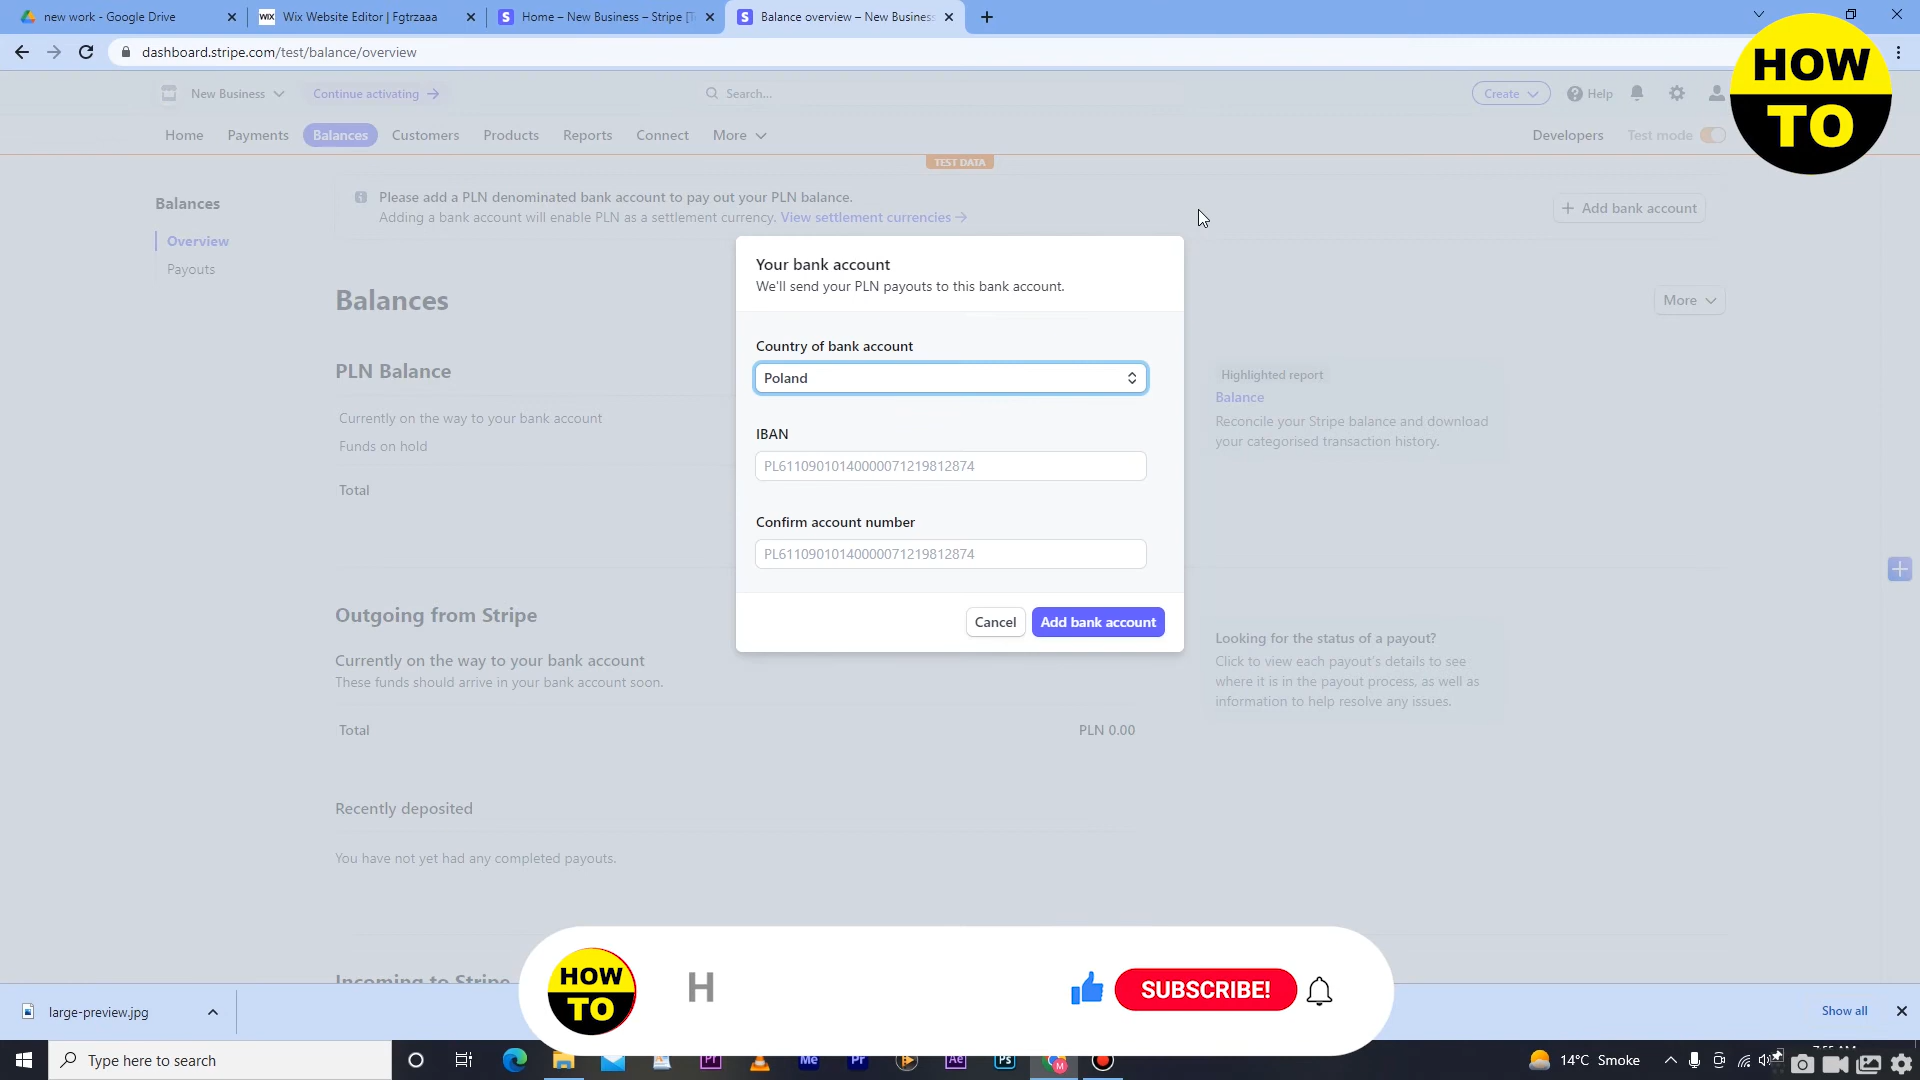 new work - Google Drive
WIX Wix Website Editor | Fgtrzaaa
S Home – New Business – Stripe [T
S Balance overview – New Business
dashboard.stripe.com/test/balance/overview
HOW
TO
New Business
Continue activating →
Search...
Create
Help
Home
Payments
Balances
Customers
Products
Reports
Connect
More
Developers
Test mode
TEST DATA
Please add a PLN denominated bank account to pay out your PLN balance.
Adding a bank account will enable PLN as a settlement currency. View settlement currencies →
+ Add bank account
Balances
Overview
Payouts
Balances
More
PLN Balance
Currently on the way to your bank account
Funds on hold
Total
Your bank account
We'll send your PLN payouts to this bank account.
Country of bank account
Poland
IBAN
PL61109010140000071219812874
Confirm account number
PL61109010140000071219812874
Cancel
Add bank account
Highlighted report
Balance
Reconcile your Stripe balance and download
your categorised transaction history.
Outgoing from Stripe
Currently on the way to your bank account
These funds should arrive in your bank account soon.
Total
PLN 0.00
Looking for the status of a payout?
Click to view each payout's details to see
where it is in the payout process, as well as
information to help resolve any issues.
Recently deposited
You have not yet had any completed payouts.
Incoming to Stripe
HOW
TO
H
SUBSCRIBE!
large-preview.jpg
Show all
Type here to search
Pr
Me
Pr
Ae
Ps
M
14°C Smoke